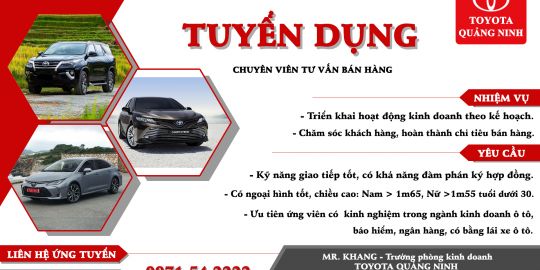 TUYỂN DỤNG
TOYOTA
QUẢNG NINH
CHUYÊN VIÊN TƯ VẤN BÁN HÀNG
NHIỆM VỤ
- Triển khai hoạt động kinh doanh theo kế hoạch.
- Chăm sóc khách hàng, hoàn thành chỉ tiêu bán hàng.
YÊU CẦU
- Kỹ năng giao tiếp tốt, có khả năng đàm phán ký hợp đồng.
- Có ngoại hình tốt, chiều cao: Nam > 1m65, Nữ >1m55 tuổi dưới 30.
- Ưu tiên ứng viên có kinh nghiệm trong ngành kinh doanh ô tô,
bảo hiểm, ngân hàng, có bằng lái xe ô tô.
LIÊN HỆ ỨNG TUYỂN
MR. KHANG - Trưởng phòng kinh doanh
TOYOTA QUẢNG NINH